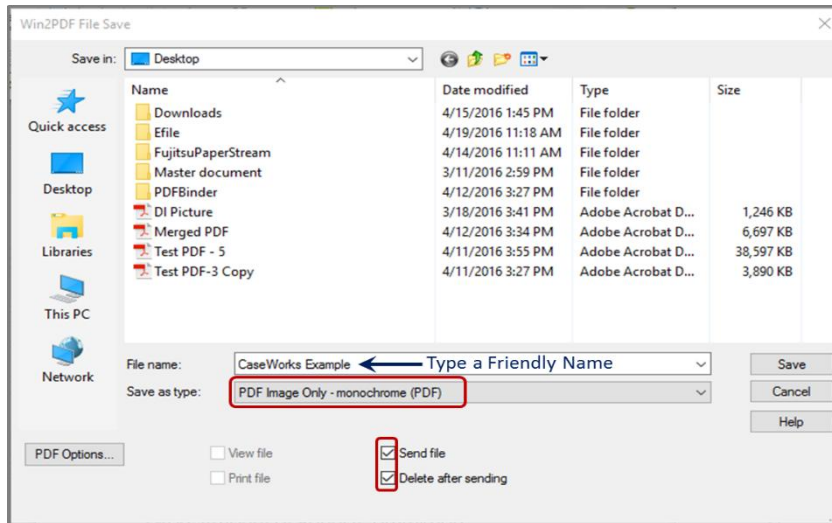 Win2PDF File Save
Save in: Desktop
Name Date modified Type Size
Downloads 4/15/2016 1:45 PM File folder
Efile 4/19/2016 11:18 AM File folder
FujitsuPaperStream 4/14/2016 11:11 AM File folder
Master document 3/11/2016 2:59 PM File folder
PDFBinder 4/12/2016 3:27 PM File folder
DI Picture 3/18/2016 3:41 PM Adobe Acrobat D... 1,246 KB
Merged PDF 4/12/2016 3:34 PM Adobe Acrobat D... 6,697 KB
Test PDF - 5 4/11/2016 3:55 PM Adobe Acrobat D... 38,597 KB
Test PDF-3 Copy 4/11/2016 3:27 PM Adobe Acrobat D... 3,890 KB
Quick access
Desktop
Libraries
This PC
Network
File name: CaseWorks Example Type a Friendly Name Save
Save as type: PDF Image Only - monochrome (PDF) Cancel
Help
PDF Options... View file Send file
Print file Delete after sending